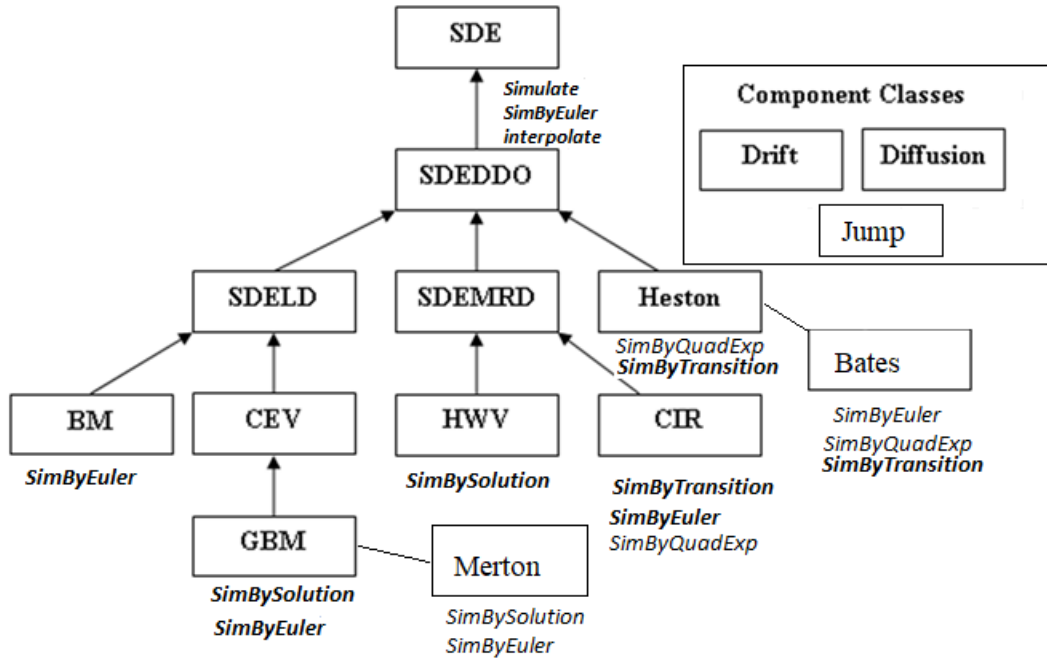 SDE
Simulate
SimByEuler
interpolate
Component Classes
Drift
Diffusion
Jump
SDEDDO
SDELD
SDEMRD
Heston
SimByQuadExp
SimByTransition
Bates
SimByEuler
SimByQuadExp
SimByTransition
BM
SimByEuler
CEV
HWV
SimBySolution
CIR
SimByTransition
SimByEuler
SimByQuadExp
GBM
SimBySolution
SimByEuler
Merton
SimBySolution
SimByEuler